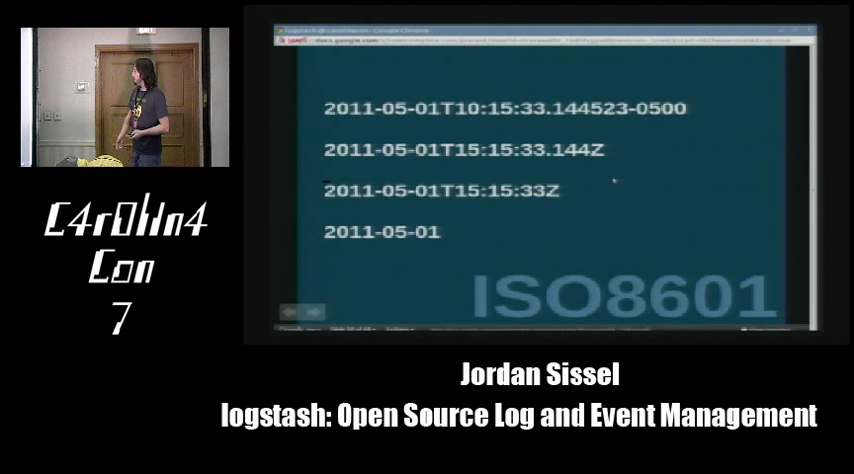 2011-05-01T10:15:33.144523-0500
2011-05-01T15:15:33.144Z
2011-05-01T15:15:33Z
2011-05-01
ISO8601
C4r0l1n4
Con
7
Jordan Sissel
logstash: Open Source Log and Event Management